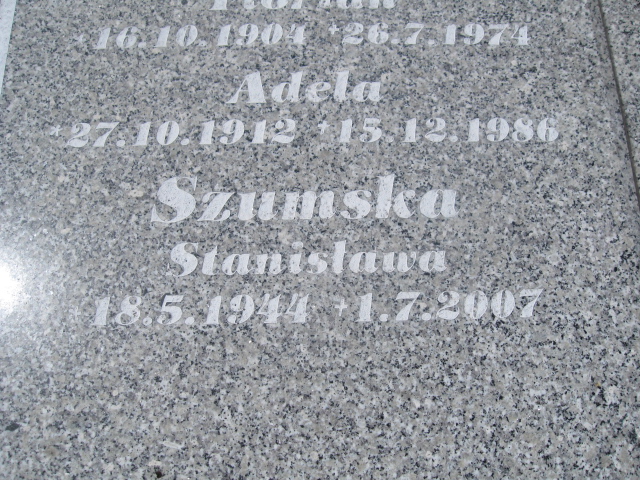 *16.10.1904 +26.7.1974
Adela
*27.10.1912 +15.12.1986
Szumska
Stanisława
*18.5.1944 +1.7.2007